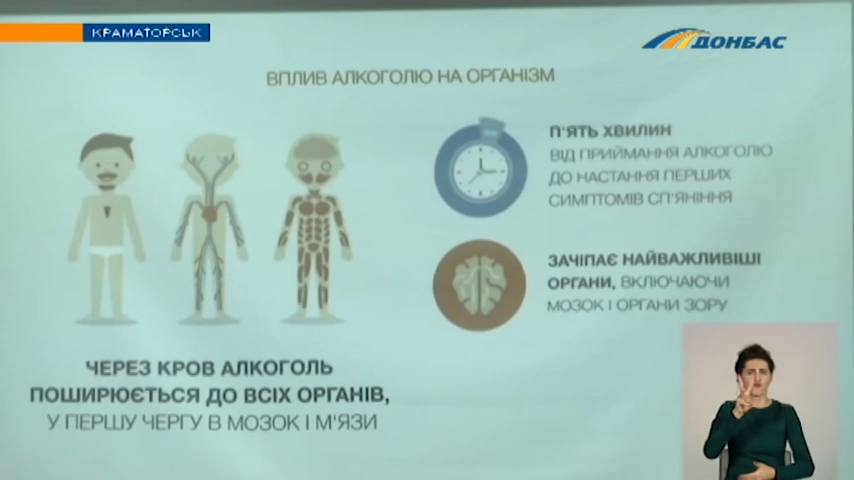 КРАМАТОРСЬК
ДОНБАС
ВПЛИВ АЛКОГОЛЮ НА ОРГАНІЗМ
П'ЯТЬ ХВИЛИН
ВІД ПРИЙМАННЯ АЛКОГОЛЮ
ДО НАСТАННЯ ПЕРШИХ
СИМПТОМІВ СП'ЯНІННЯ
ЗАЧІПАЄ НАЙВАЖЛИВІШІ
ОРГАНИ, ВКЛЮЧАЮЧИ
МОЗОК І ОРГАНИ ЗОРУ
ЧЕРЕЗ КРОВ АЛКОГОЛЬ
ПОШИРЮЄТЬСЯ ДО ВСІХ ОРГАНІВ,
У ПЕРШУ ЧЕРГУ В МОЗОК І М'ЯЗИ